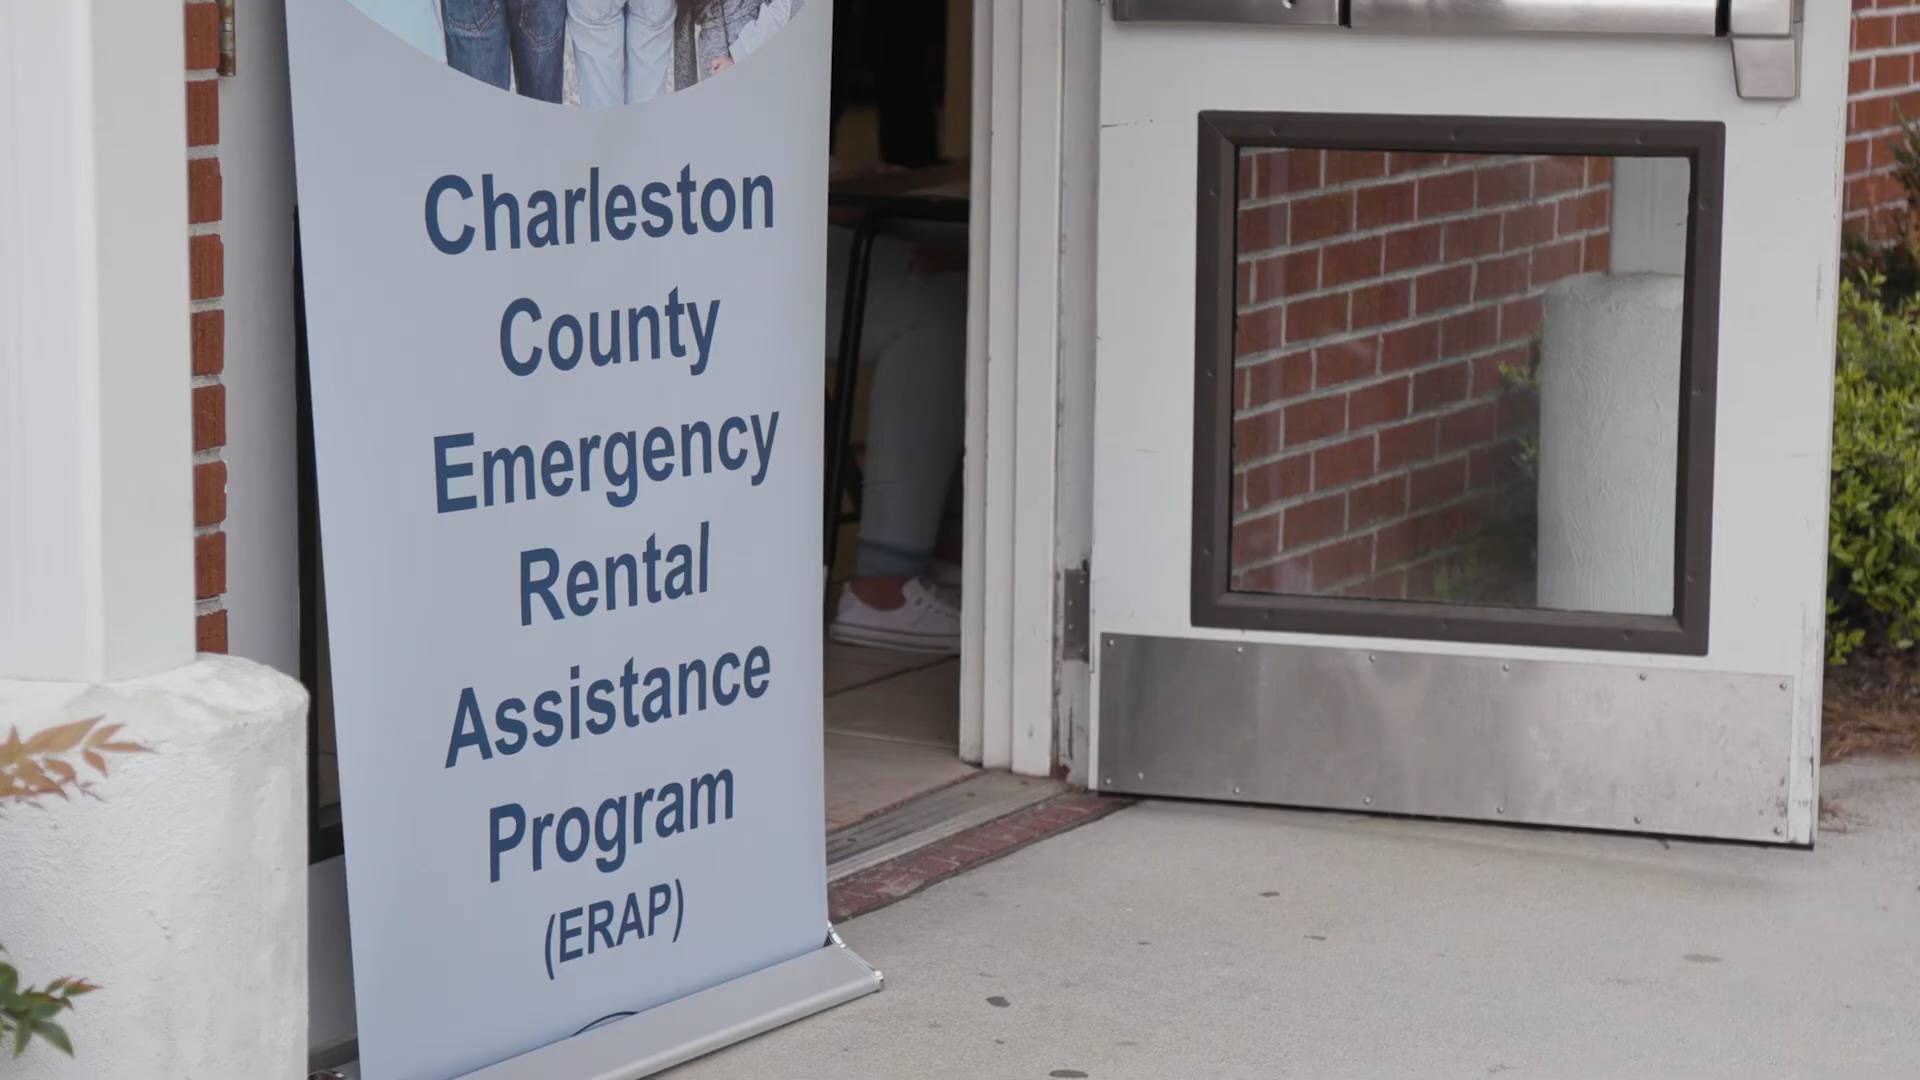 Charleston
County
Emergency
Rental
Assistance
Program
(ERAP)